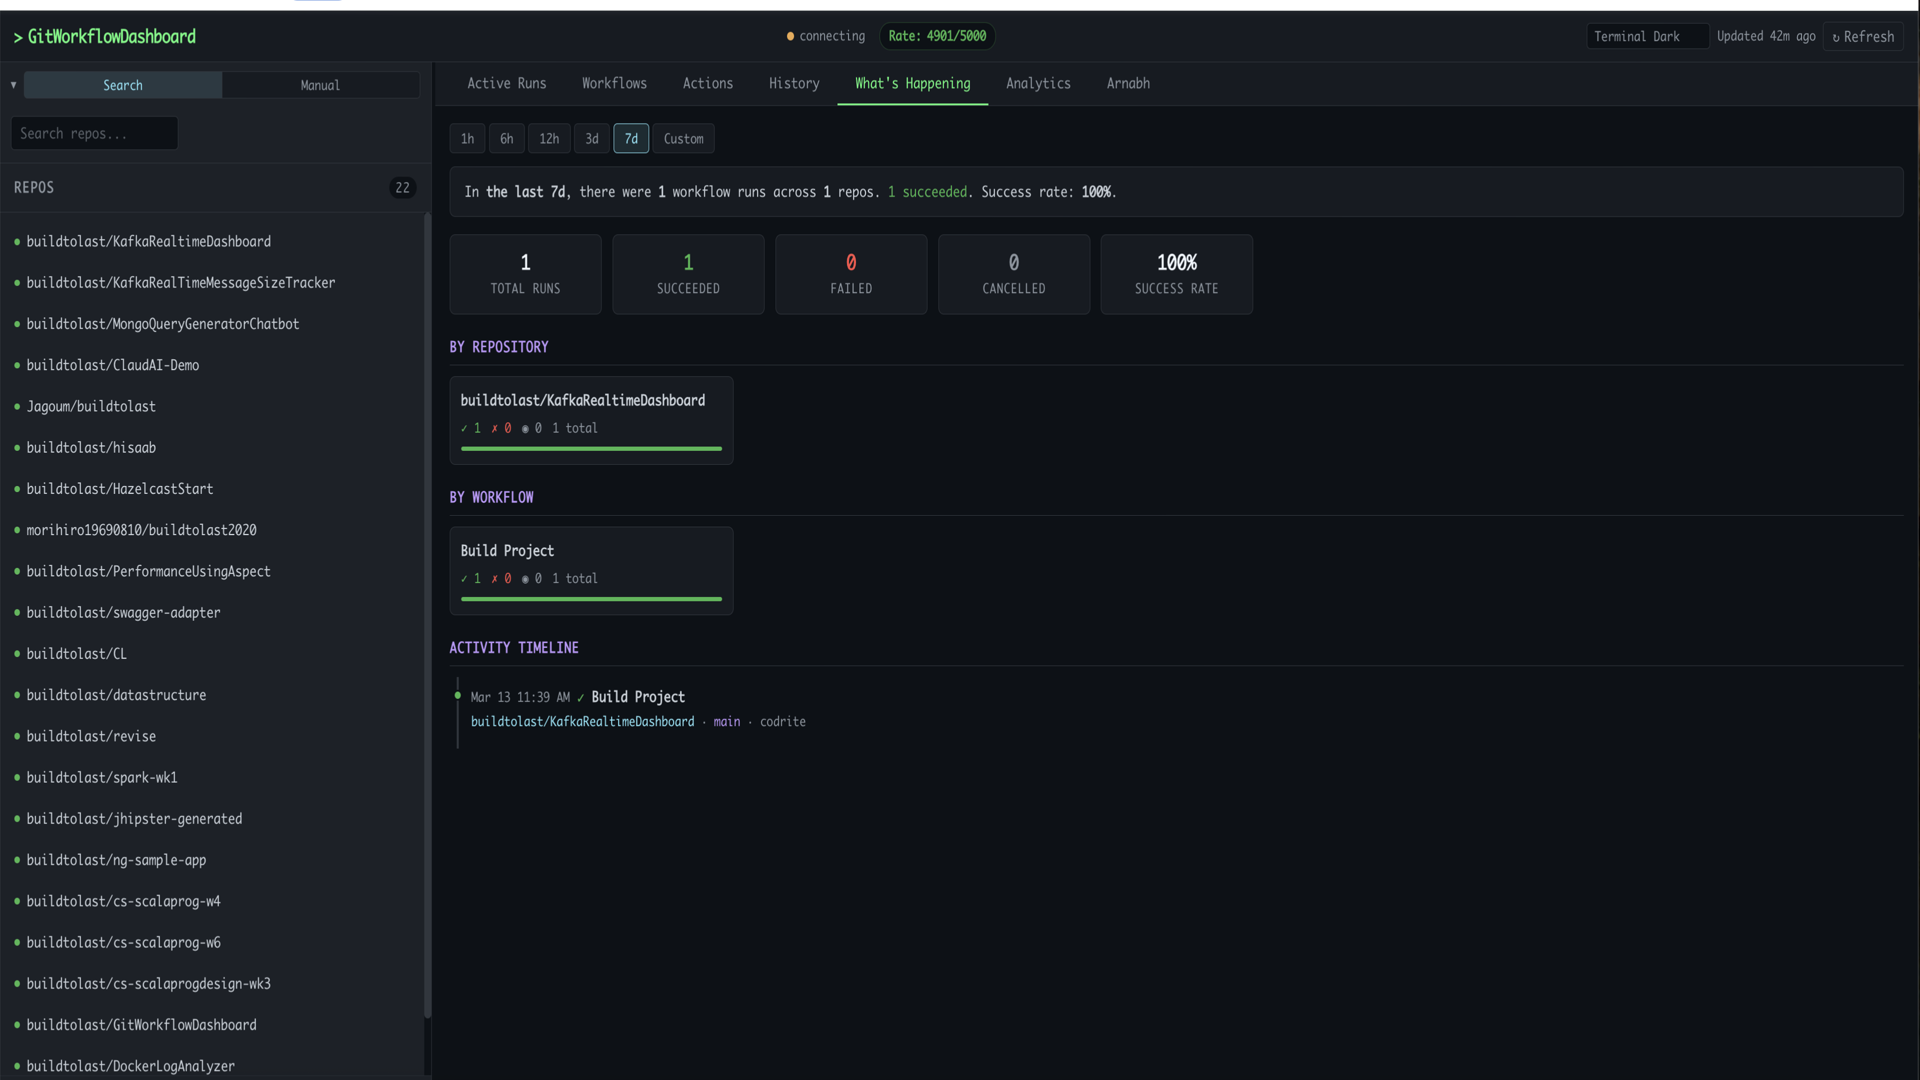 > GitWorkflowDashboard
connecting
Rate: 4901/5000
Terminal Dark
Updated 42m ago
↻ Refresh
▾
Search
Manual
Search repos...
REPOS
22
buildtolast/KafkaRealtimeDashboard
buildtolast/KafkaRealTimeMessageSizeTracker
buildtolast/MongoQueryGeneratorChatbot
buildtolast/ClaudAI-Demo
Jagoum/buildtolast
buildtolast/hisaab
buildtolast/HazelcastStart
morihiro19690810/buildtolast2020
buildtolast/PerformanceUsingAspect
buildtolast/swagger-adapter
buildtolast/CL
buildtolast/datastructure
buildtolast/revise
buildtolast/spark-wk1
buildtolast/jhipster-generated
buildtolast/ng-sample-app
buildtolast/cs-scalaprog-w4
buildtolast/cs-scalaprog-w6
buildtolast/cs-scalaprogdesign-wk3
buildtolast/GitWorkflowDashboard
buildtolast/DockerLogAnalyzer
Active Runs
Workflows
Actions
History
What's Happening
Analytics
Arnabh
1h
6h
12h
3d
7d
Custom
In the last 7d, there were 1 workflow runs across 1 repos. 1 succeeded. Success rate: 100%.
1
TOTAL RUNS
1
SUCCEEDED
0
FAILED
0
CANCELLED
100%
SUCCESS RATE
BY REPOSITORY
buildtolast/KafkaRealtimeDashboard
✓ 1 ✗ 0 ◉ 0 1 total
BY WORKFLOW
Build Project
✓ 1 ✗ 0 ◉ 0 1 total
ACTIVITY TIMELINE
Mar 13 11:39 AM ✓ Build Project
buildtolast/KafkaRealtimeDashboard · main · codrite